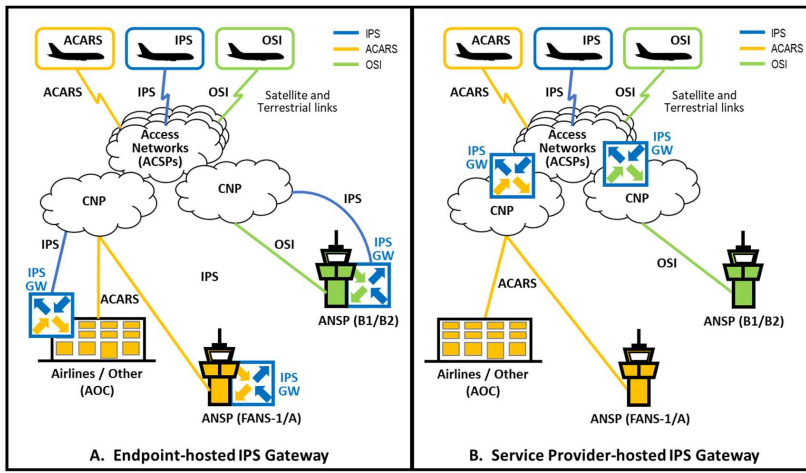 ACARS
IPS
OSI
IPS
ACARS
OSI
ACARS
IPS
OSI
Satellite and
Terrestrial links
Access
Networks
(ACSPs)
CNP
CNP
IPS
IPS
IPS
GW
ACARS
OSI
IPS
IPS
GW
ANSP (B1/B2)
Airlines / Other
(AOC)
IPS
GW
ANSP (FANS-1/A)
A. Endpoint-hosted IPS Gateway
ACARS
IPS
OSI
IPS
ACARS
OSI
ACARS
IPS
OSI
Satellite and
Terrestrial links
IPS
GW
Access
Networks
(ACSPs)
IPS
GW
CNP
CNP
ACARS
OSI
ANSP (B1/B2)
Airlines / Other
(AOC)
ANSP (FANS-1/A)
B. Service Provider-hosted IPS Gateway